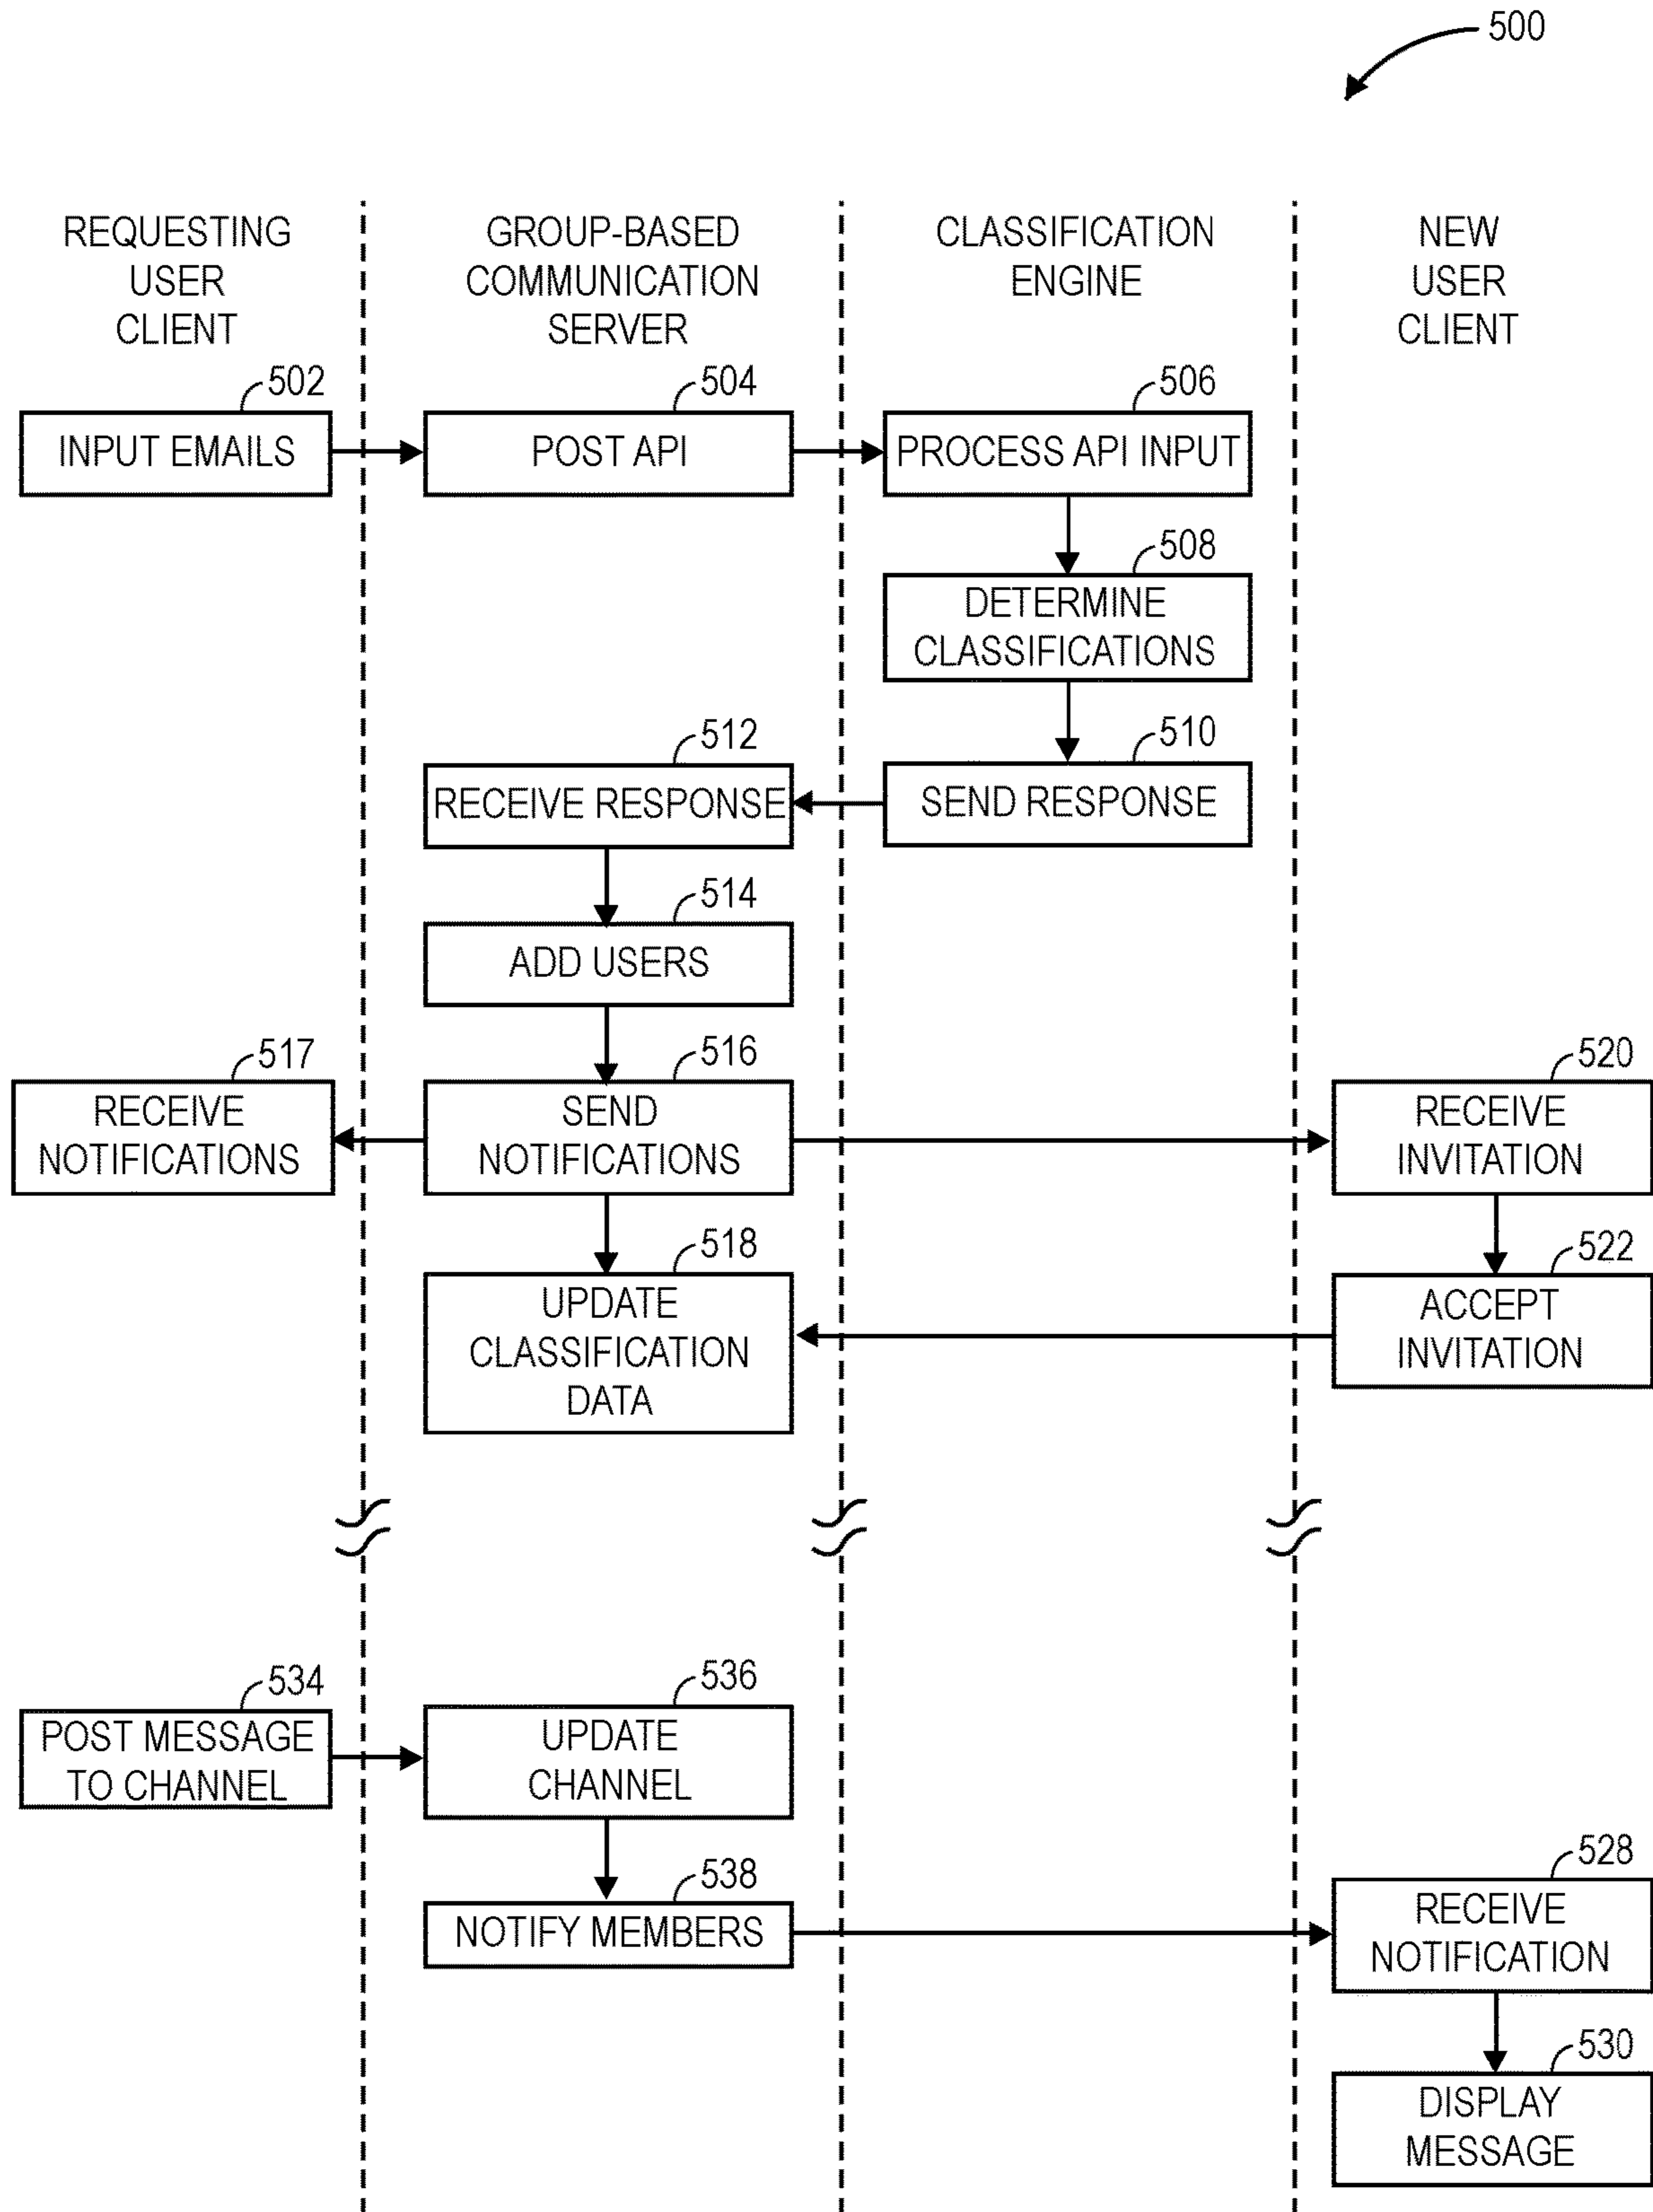 500
REQUESTING
USER
CLIENT
GROUP-BASED
COMMUNICATION
SERVER
CLASSIFICATION
ENGINE
NEW
USER
CLIENT
502
INPUT EMAILS
504
POST API
506
PROCESS API INPUT
508
DETERMINE
CLASSIFICATIONS
510
SEND RESPONSE
512
RECEIVE RESPONSE
514
ADD USERS
517
RECEIVE
NOTIFICATIONS
516
SEND
NOTIFICATIONS
520
RECEIVE
INVITATION
518
UPDATE
CLASSIFICATION
DATA
522
ACCEPT
INVITATION
534
POST MESSAGE
TO CHANNEL
536
UPDATE
CHANNEL
538
NOTIFY MEMBERS
528
RECEIVE
NOTIFICATION
530
DISPLAY
MESSAGE